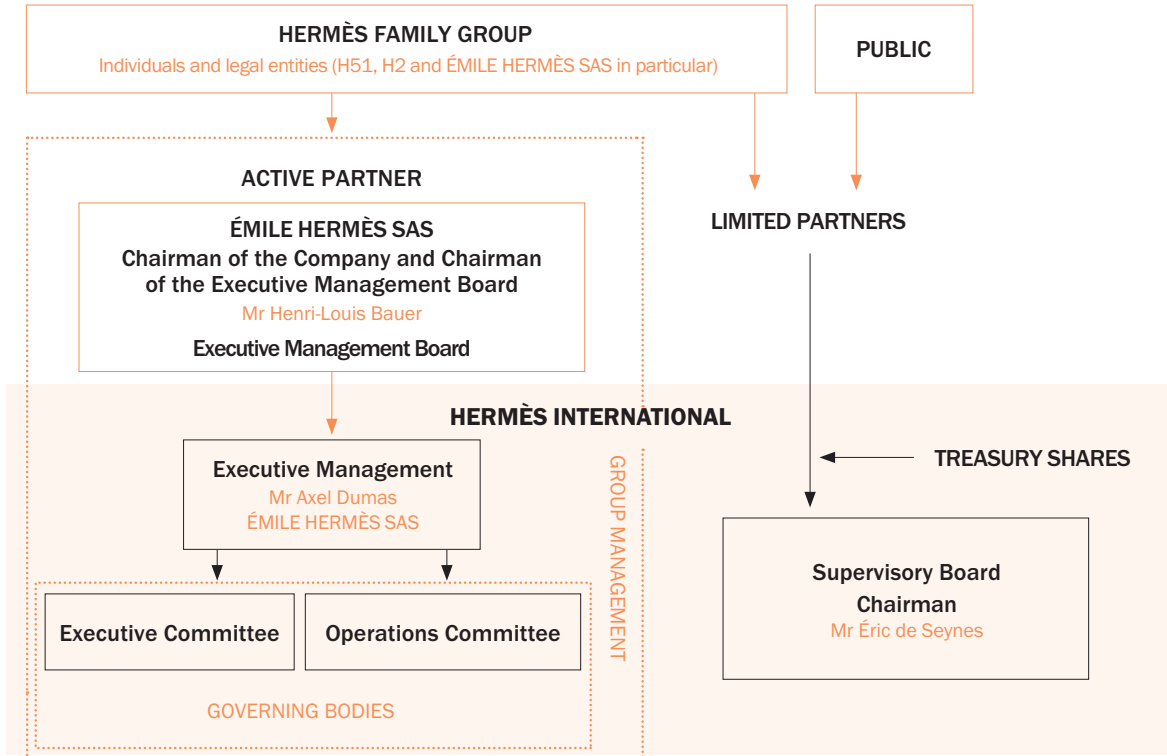 HERMÈS FAMILY GROUP
Individuals and legal entities (H51, H2 and ÉMILE HERMÈS SAS in particular)
PUBLIC
ACTIVE PARTNER
ÉMILE HERMÈS SAS
Chairman of the Company and Chairman
of the Executive Management Board
Mr Henri-Louis Bauer
Executive Management Board
LIMITED PARTNERS
HERMÈS INTERNATIONAL
Executive Management
Mr Axel Dumas
ÉMILE HERMÈS SAS
GROUP MANAGEMENT
TREASURY SHARES
Executive Committee
Operations Committee
GOVERNING BODIES
Supervisory Board
Chairman
Mr Éric de Seynes